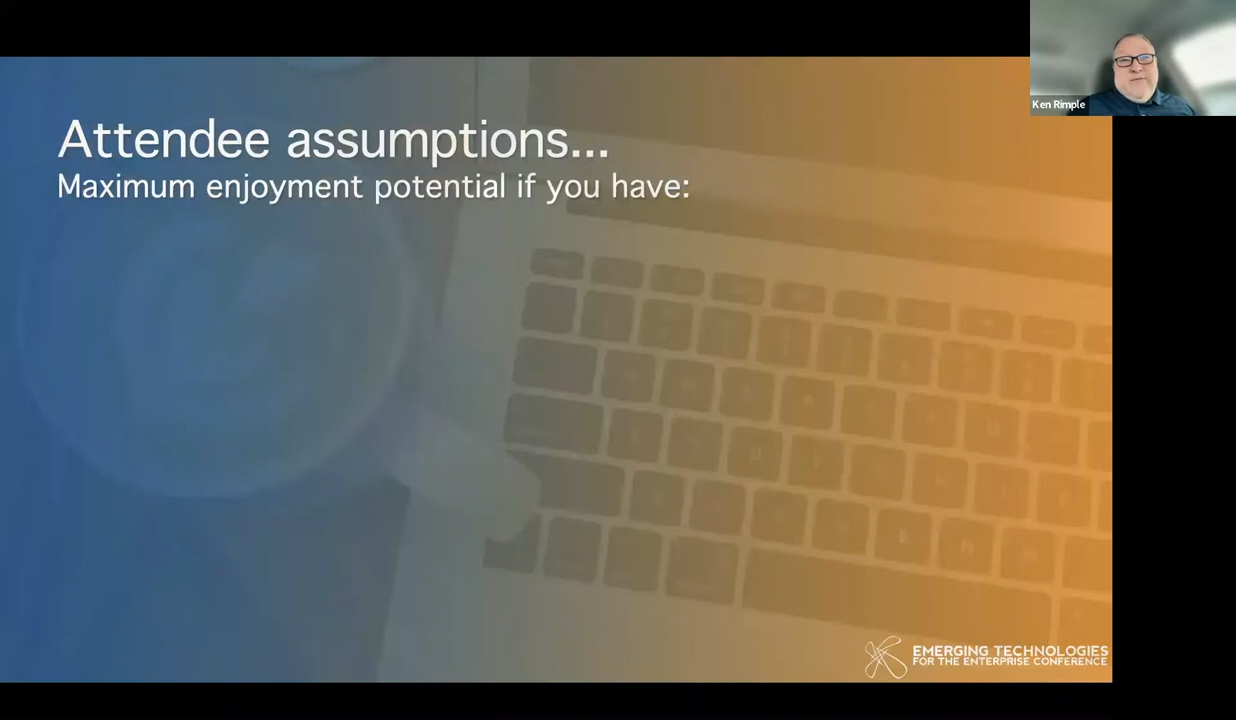 Attendee assumptions...
Maximum enjoyment potential if you have:
Ken Rimple
EMERGING TECHNOLOGIES
FOR THE ENTERPRISE CONFERENCE